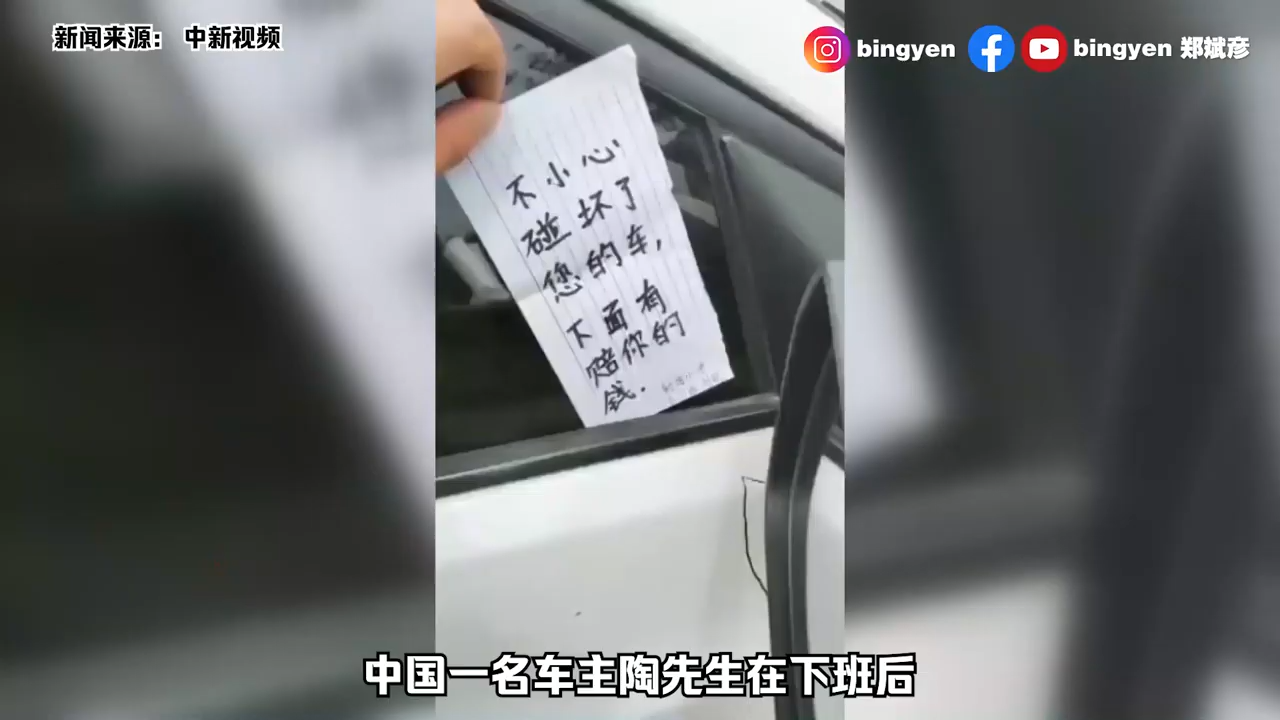 新闻来源： 中新视频
bingyen
bingyen 郑斌彦
不小心
碰坏了
您的车，
下面有
赔你的
钱.
中国一名车主陶先生在下班后